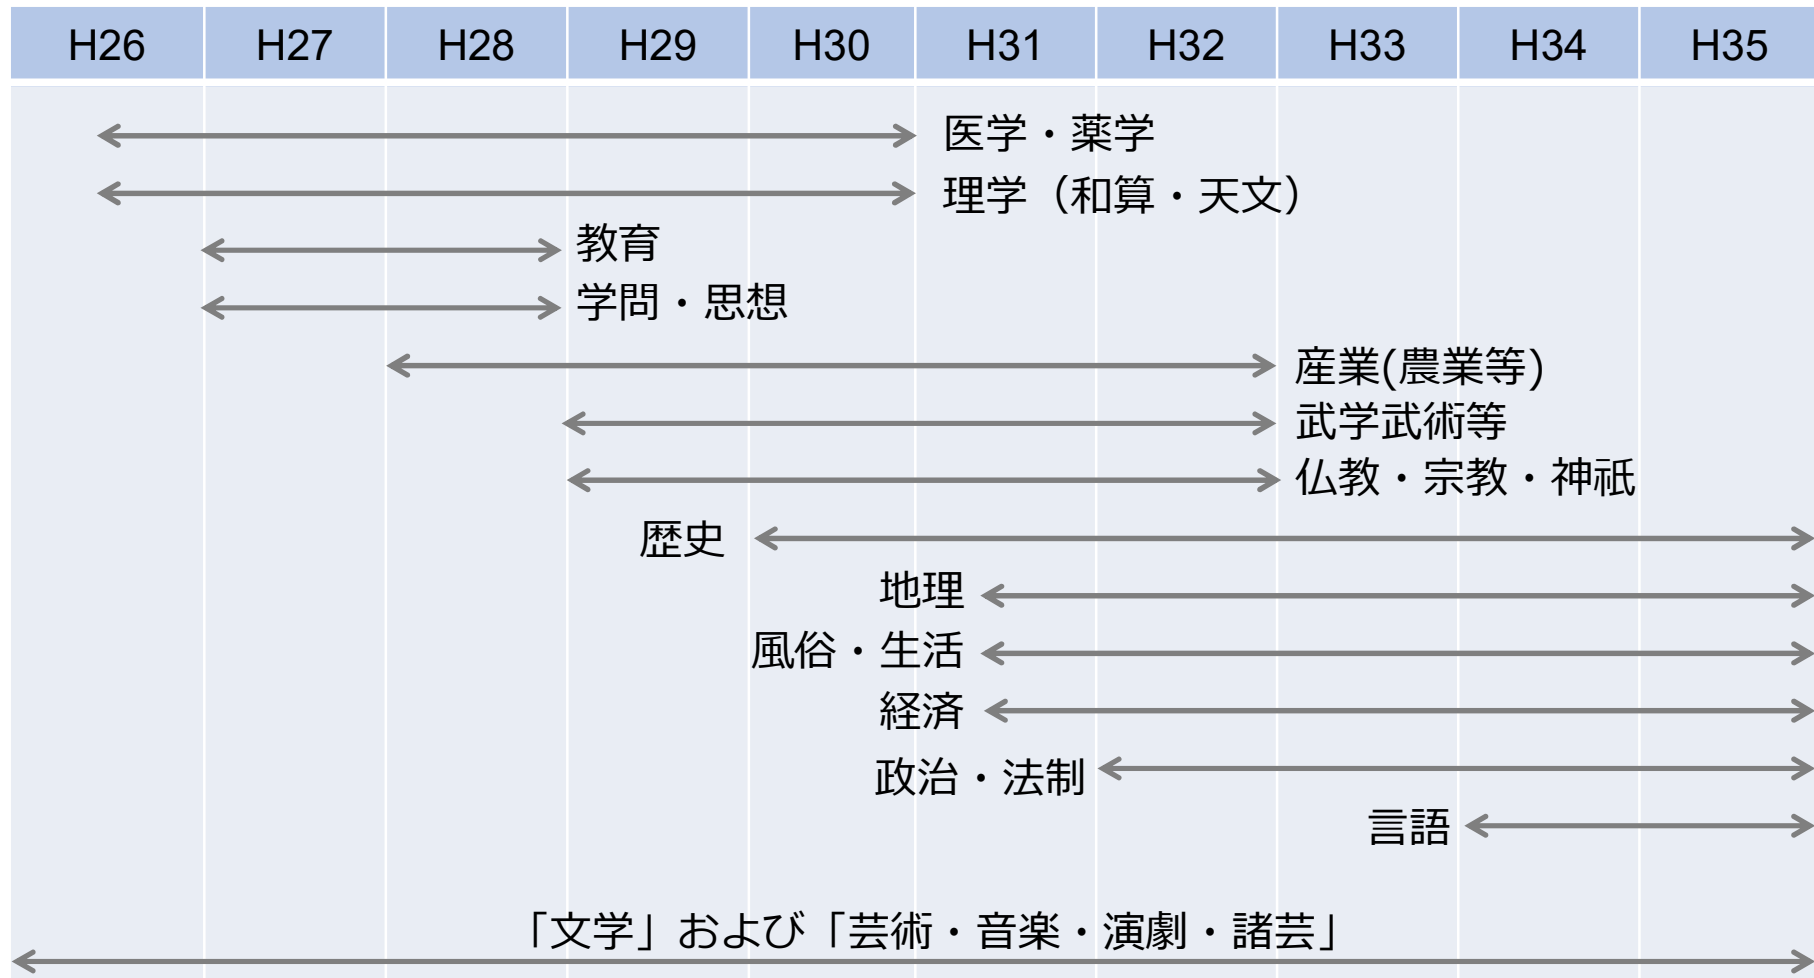 H26 H27 H28 H29 H30 H31 H32 H33 H34 H35
医学・薬学
理学（和算・天文）
教育
学問・思想
産業(農業等)
武学武術等
仏教・宗教・神祇
歴史
地理
風俗・生活
経済
政治・法制
言語
「文学」および「芸術・音楽・演劇・諸芸」